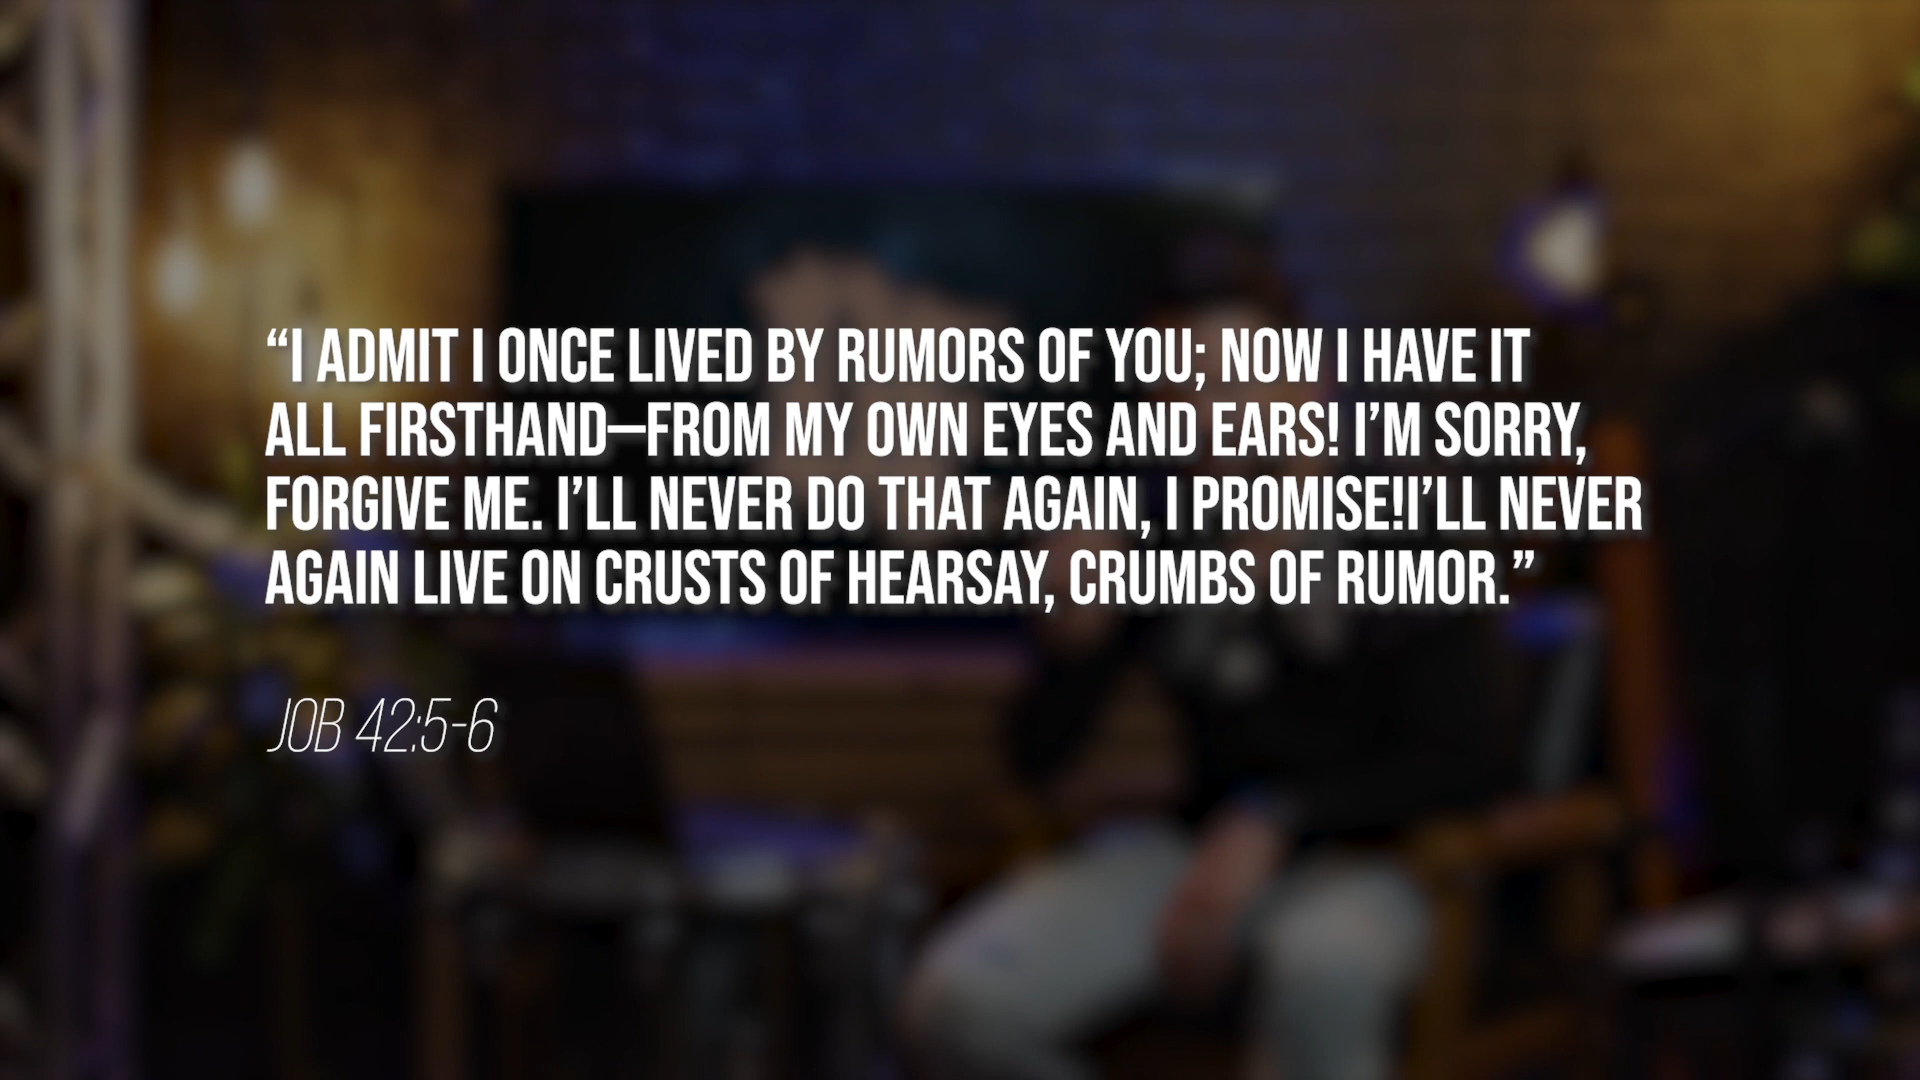 “I ADMIT I ONCE LIVED BY RUMORS OF YOU; NOW I HAVE IT
ALL FIRSTHAND—FROM MY OWN EYES AND EARS! I’M SORRY,
FORGIVE ME. I’LL NEVER DO THAT AGAIN, I PROMISE!I’LL NEVER
AGAIN LIVE ON CRUSTS OF HEARSAY, CRUMBS OF RUMOR.”
JOB 42:5-6